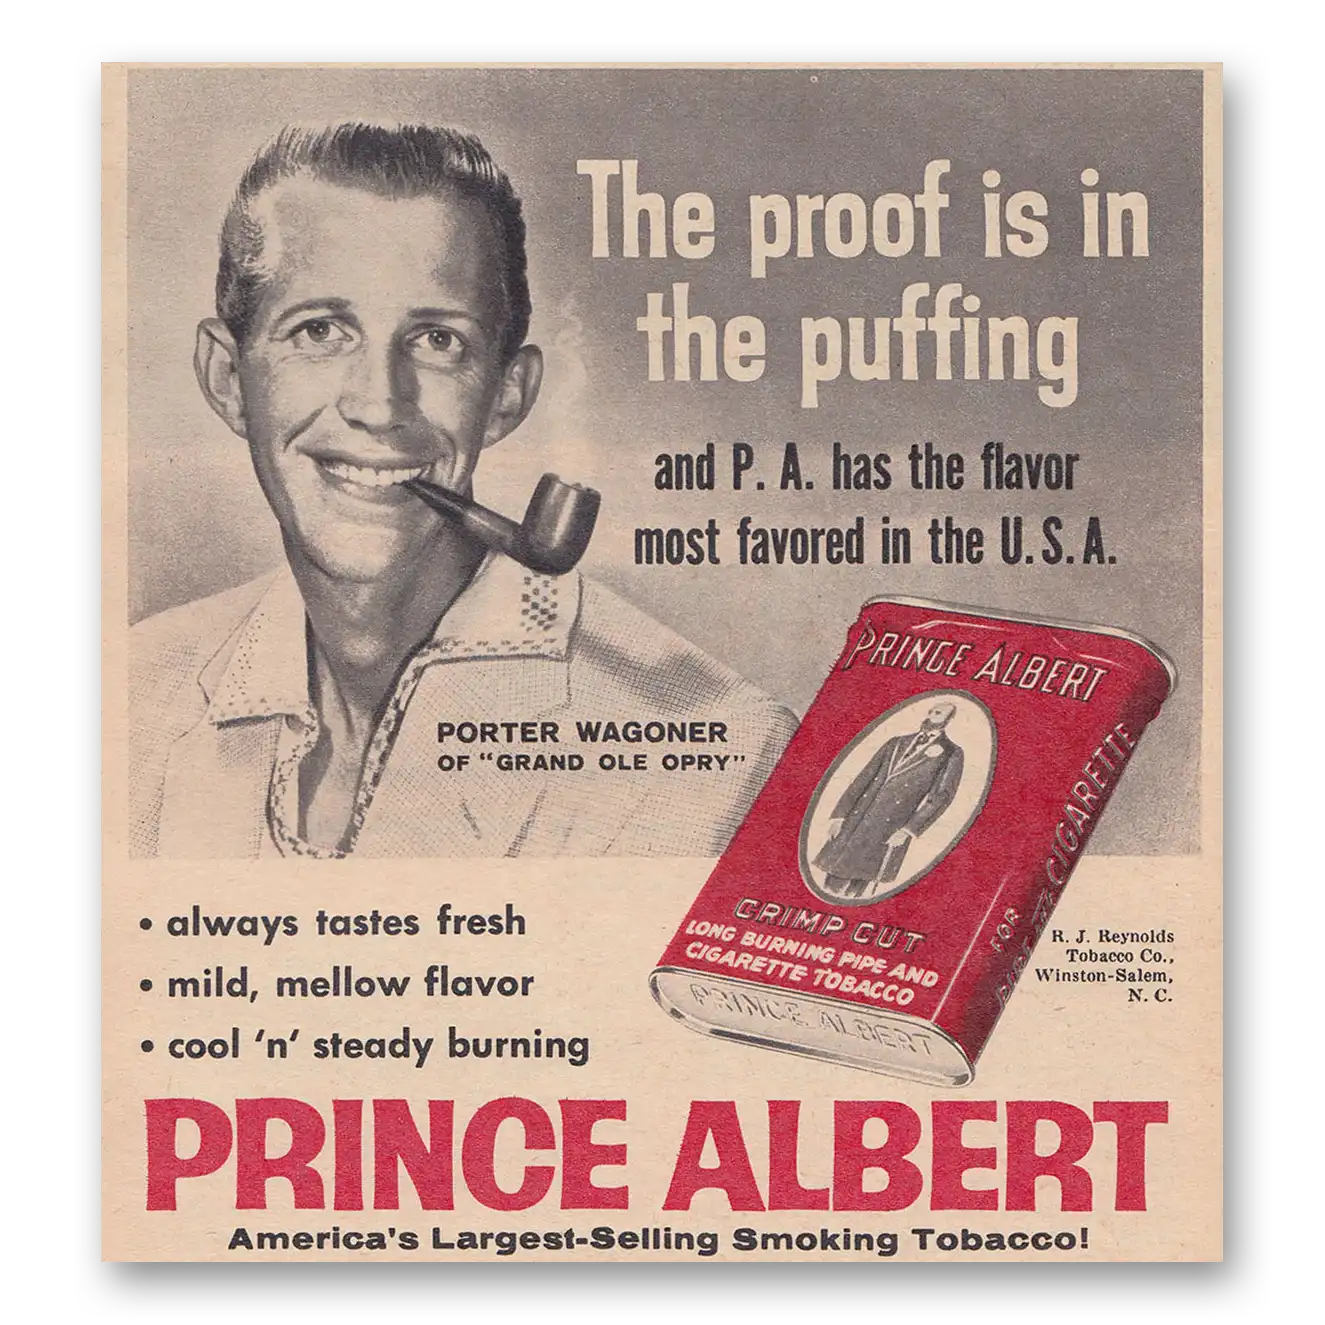 The proof is in
the puffing
and P. A. has the flavor
most favored in the U.S.A.
PORTER WAGONER
OF "GRAND OLE OPRY"
PRINCE ALBERT
CRIMP CUT
LONG BURNING PIPE AND
CIGARETTE TOBACCO
PRINCE ALBERT
FOR
CIGARETTE
• always tastes fresh
• mild, mellow flavor
• cool 'n' steady burning
R. J. Reynolds
Tobacco Co.,
Winston-Salem,
N. C.
PRINCE ALBERT
America's Largest-Selling Smoking Tobacco!